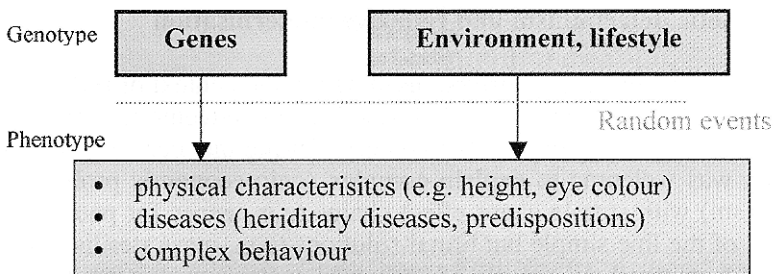 Genotype
Genes
Environment, lifestyle
Random events
Phenotype
• physical characterisitcs (e.g. height, eye colour)
• diseases (heriditary diseases, predispositions)
• complex behaviour